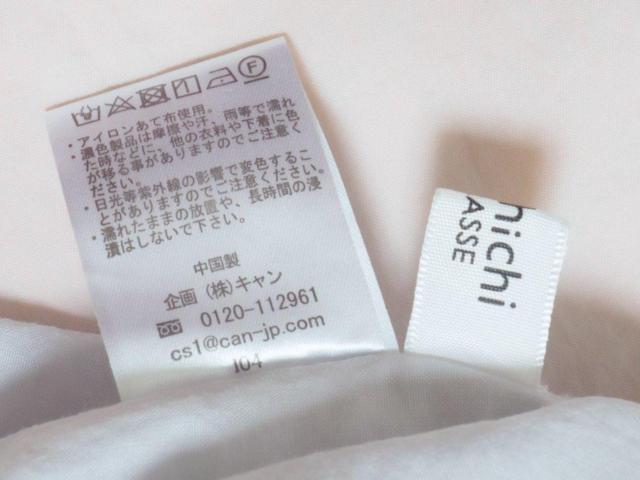 ・アイロンあて布使用。
・濃色製品は摩擦や汗、雨等で濡れ
た時などに、他の衣料や下着に色
が移る事がありますのでご注意く
ださい。
・日光等紫外線の影響で変色するこ
とがありますのでご注意ください。
・濡れたままの放置や、長時間の浸
漬はしないで下さい。
中国製
企画 (株)キャン
0120-112961
cs1@can-jp.com
104
F
hichi
ASSE